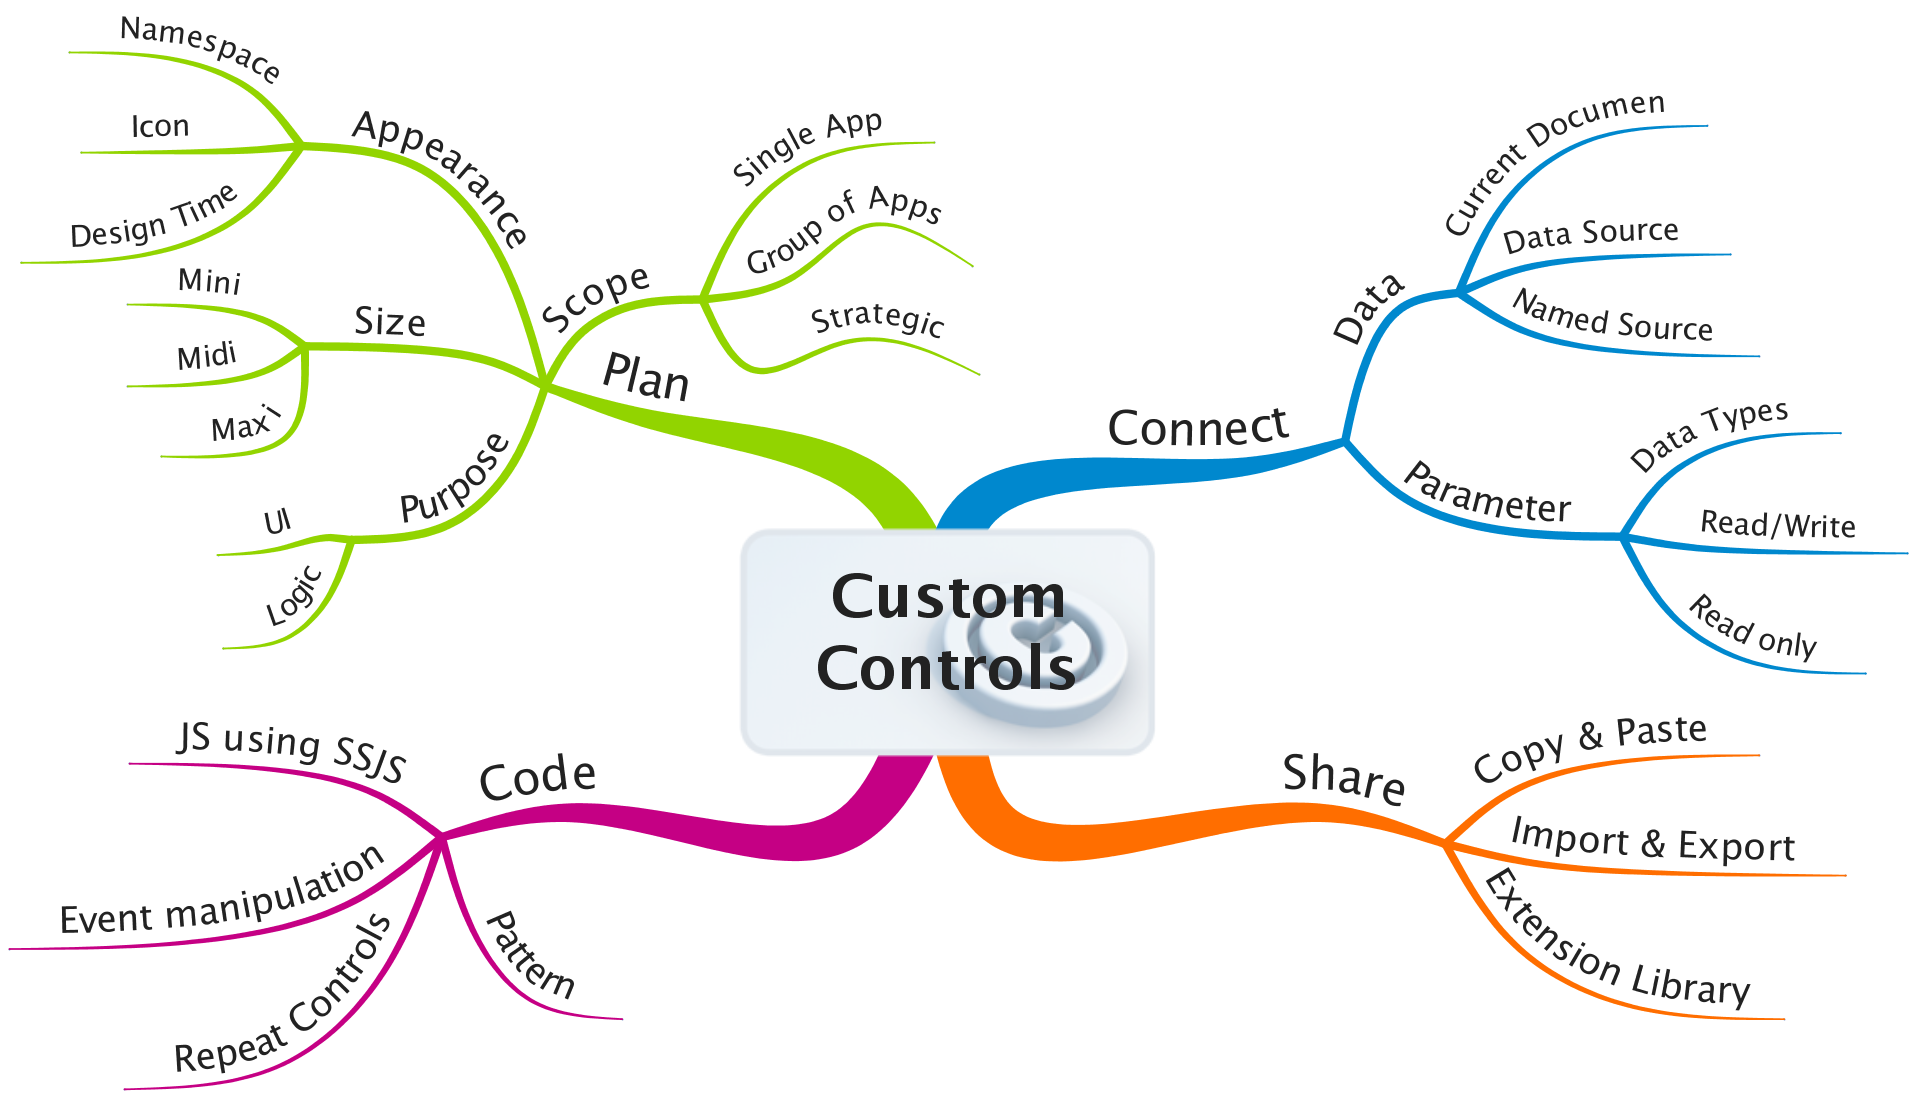 Custom
Controls
Plan
Appearance
Namespace
Icon
Design Time
Size
Mini
Midi
Maxi
Purpose
UI
Logic
Scope
Single App
Group of Apps
Strategic
Connect
Data
Current Documen
Data Source
Named Source
Parameter
Data Types
Read/Write
Read only
Share
Copy & Paste
Import & Export
Extension Library
Code
JS using SSJS
Event manipulation
Repeat Controls
Pattern